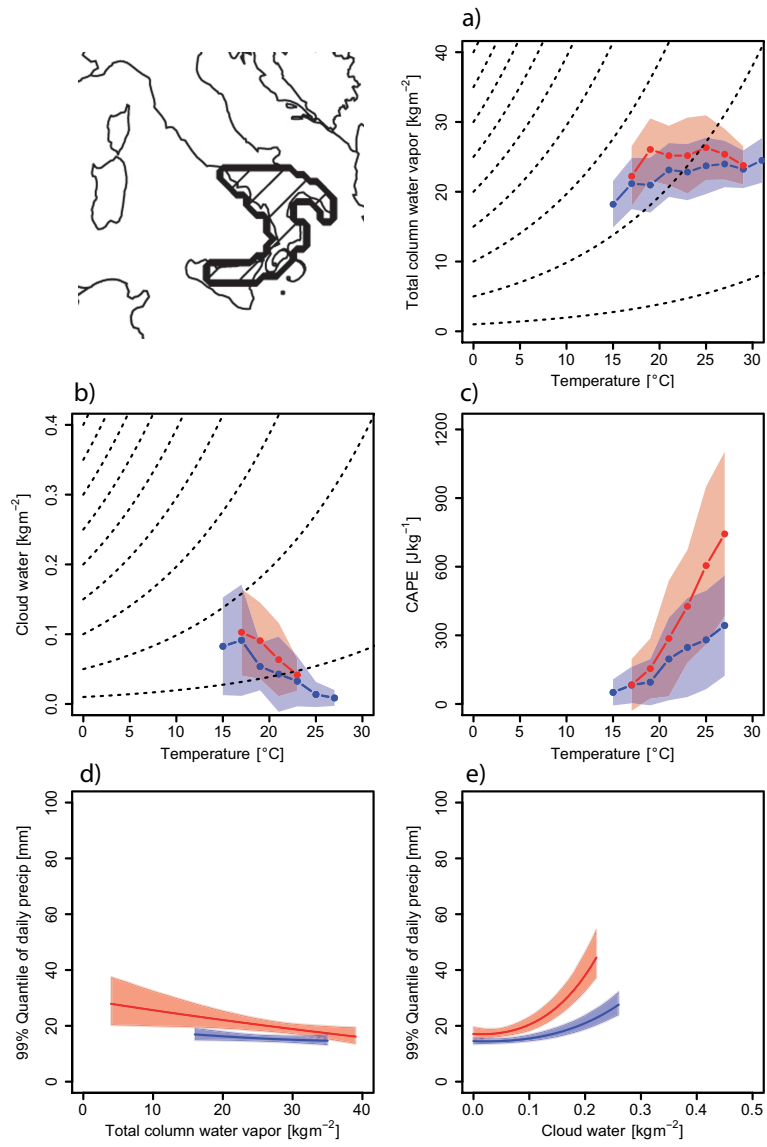 a)
Total column water vapor [kgm−2]
0 10 20 30 40
0 5 10 15 20 25 30
Temperature [°C]
b)
Cloud water [kgm−2]
0.0 0.1 0.2 0.3 0.4
0 5 10 15 20 25 30
Temperature [°C]
c)
CAPE [Jkg−1]
0 300 600 900 1200
0 5 10 15 20 25 30
Temperature [°C]
d)
99% Quantile of daily precip [mm]
0 20 40 60 80 100
0 10 20 30 40
Total column water vapor [kgm−2]
e)
99% Quantile of daily precip [mm]
0 20 40 60 80 100
0.0 0.1 0.2 0.3 0.4 0.5
Cloud water [kgm−2]